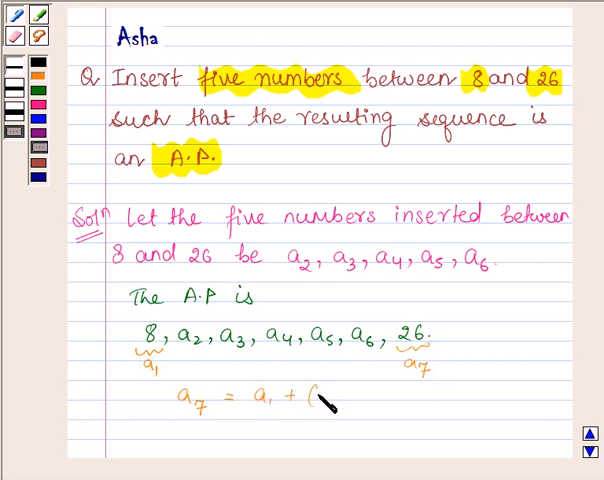 Asha
Q Insert five numbers between 8 and 26
such that the resulting sequence is
an A.P.
Solⁿ Let the five numbers inserted between
8 and 26 be a₂, a₃, a₄, a₅, a₆.
The A.P is
8, a₂, a₃, a₄, a₅, a₆, 26.
a₁ a₇
a₇ = a₁ + (